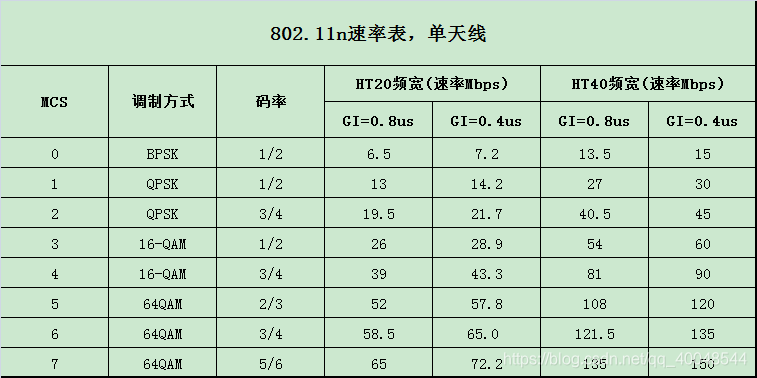 802.11n速率表，单天线
MCS 调制方式 码率 HT20频宽(速率Mbps) HT40频宽(速率Mbps)
GI=0.8us GI=0.4us GI=0.8us GI=0.4us
0 BPSK 1/2 6.5 7.2 13.5 15
1 QPSK 1/2 13 14.2 27 30
2 QPSK 3/4 19.5 21.7 40.5 45
3 16-QAM 1/2 26 28.9 54 60
4 16-QAM 3/4 39 43.3 81 90
5 64QAM 2/3 52 57.8 108 120
6 64QAM 3/4 58.5 65.0 121.5 135
7 64QAM 5/6 65 72.2 135 150
https://blog.csdn.net/qq_40048544